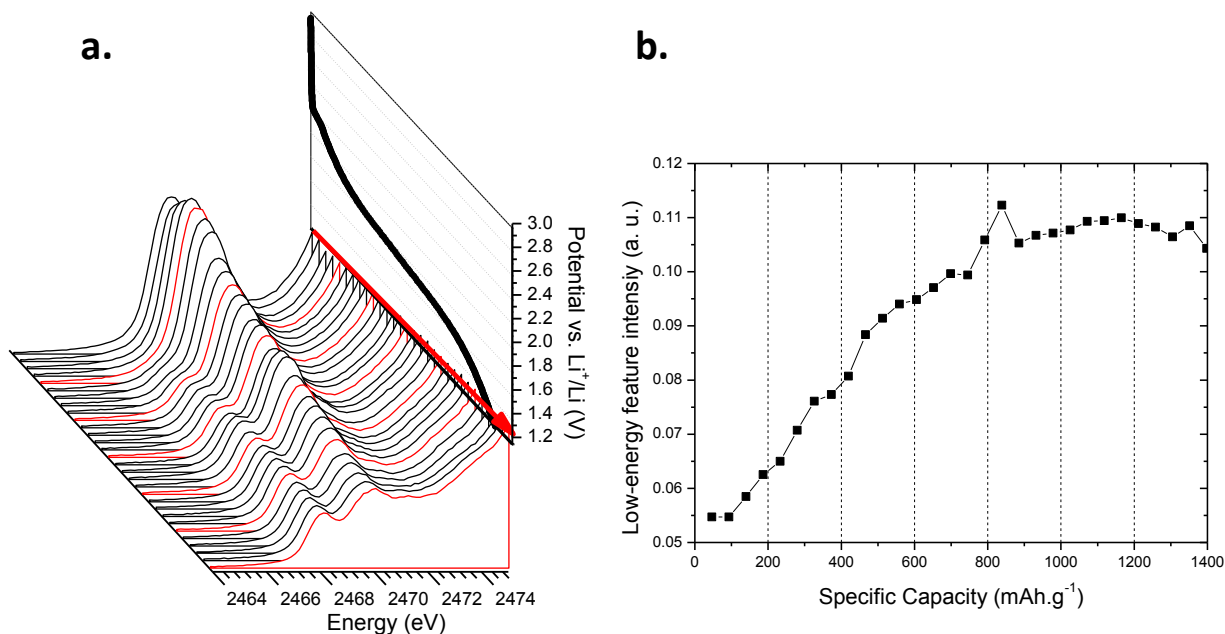 a.
3.0
2.8
2.6
2.4
2.2
2.0
1.8
1.6
1.4
1.2
Potential vs. Li⁺/Li (V)
2464 2466 2468 2470 2472 2474
Energy (eV)
b.
0.12
0.11
0.10
0.09
0.08
0.07
0.06
0.05
Low-energy feature intensiy (a. u.)
0 200 400 600 800 1000 1200 1400
Specific Capacity (mAh.g⁻¹)